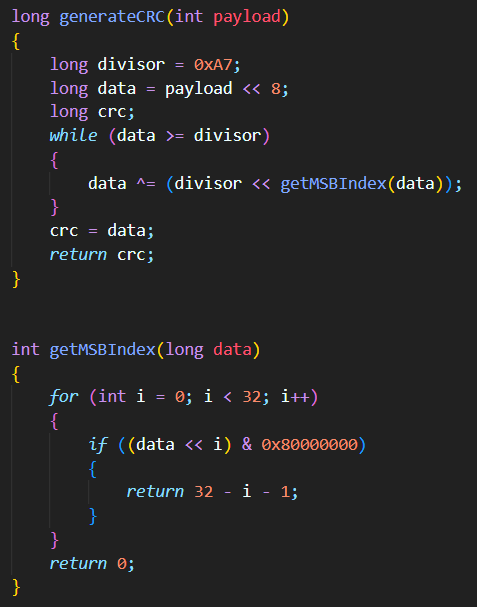 long generateCRC(int payload)
{
    long divisor = 0xA7;
    long data = payload << 8;
    long crc;
    while (data >= divisor)
    {
        data ^= (divisor << getMSBIndex(data));
    }
    crc = data;
    return crc;
}
int getMSBIndex(long data)
{
    for (int i = 0; i < 32; i++)
    {
        if ((data << i) & 0x80000000)
        {
            return 32 - i - 1;
        }
    }
    return 0;
}